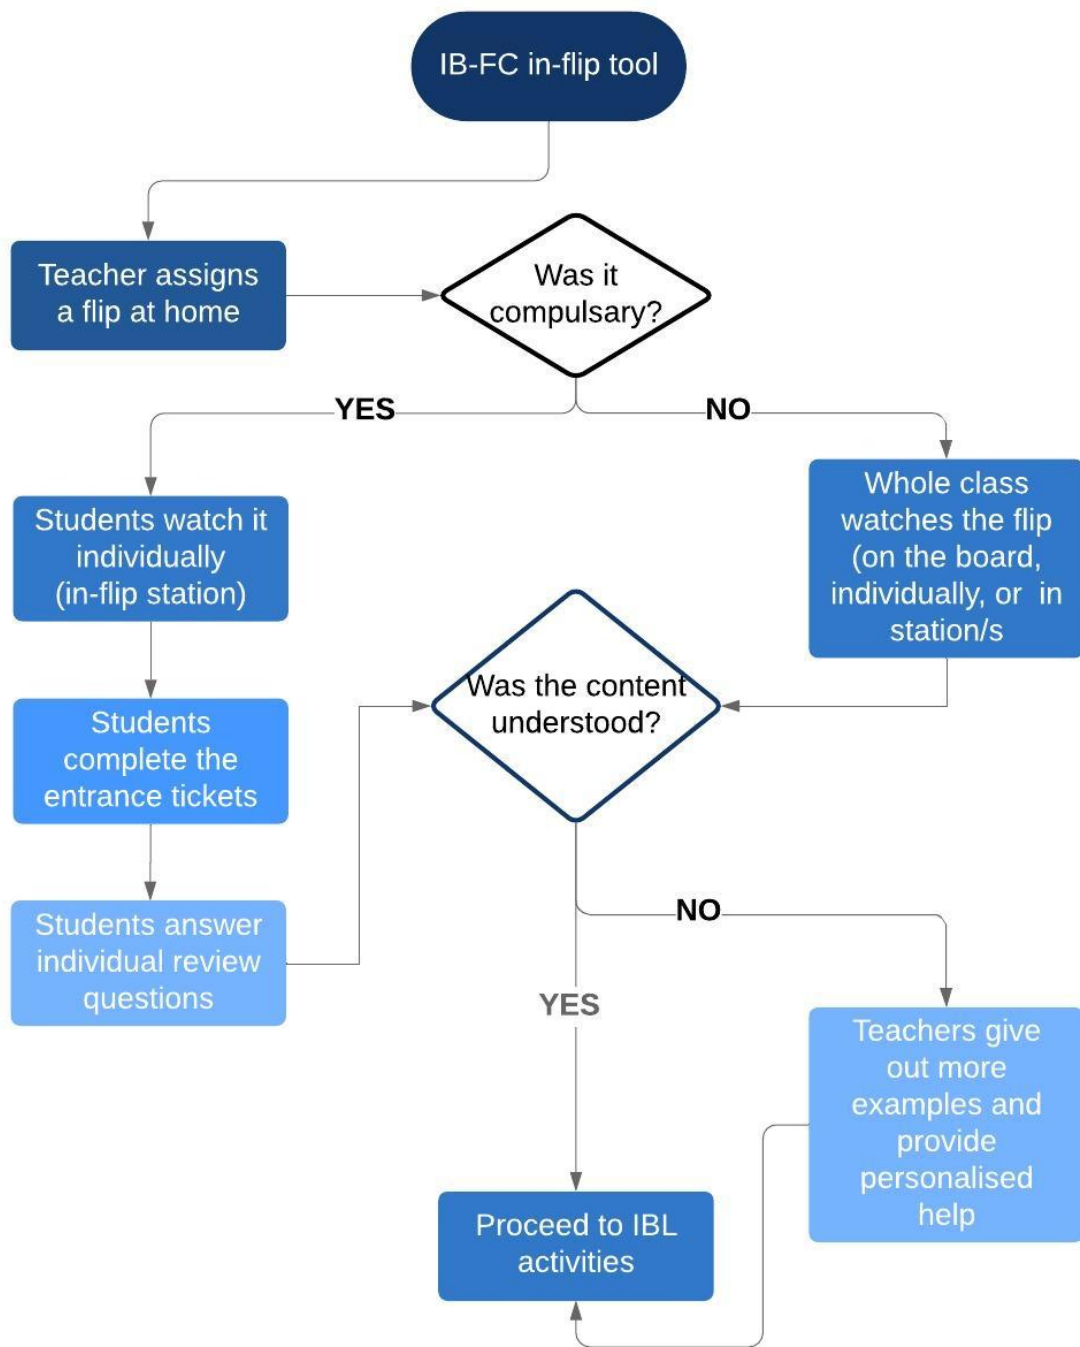 IB-FC in-flip tool
Teacher assigns
a flip at home
Was it
compulsary?
YES
NO
Students watch it
individually
(in-flip station)
Whole class
watches the flip
(on the board,
individually, or in
station/s
Students
complete the
entrance tickets
Was the content
understood?
Students answer
individual review
questions
NO
YES
Teachers give
out more
examples and
provide
personalised
help
Proceed to IBL
activities